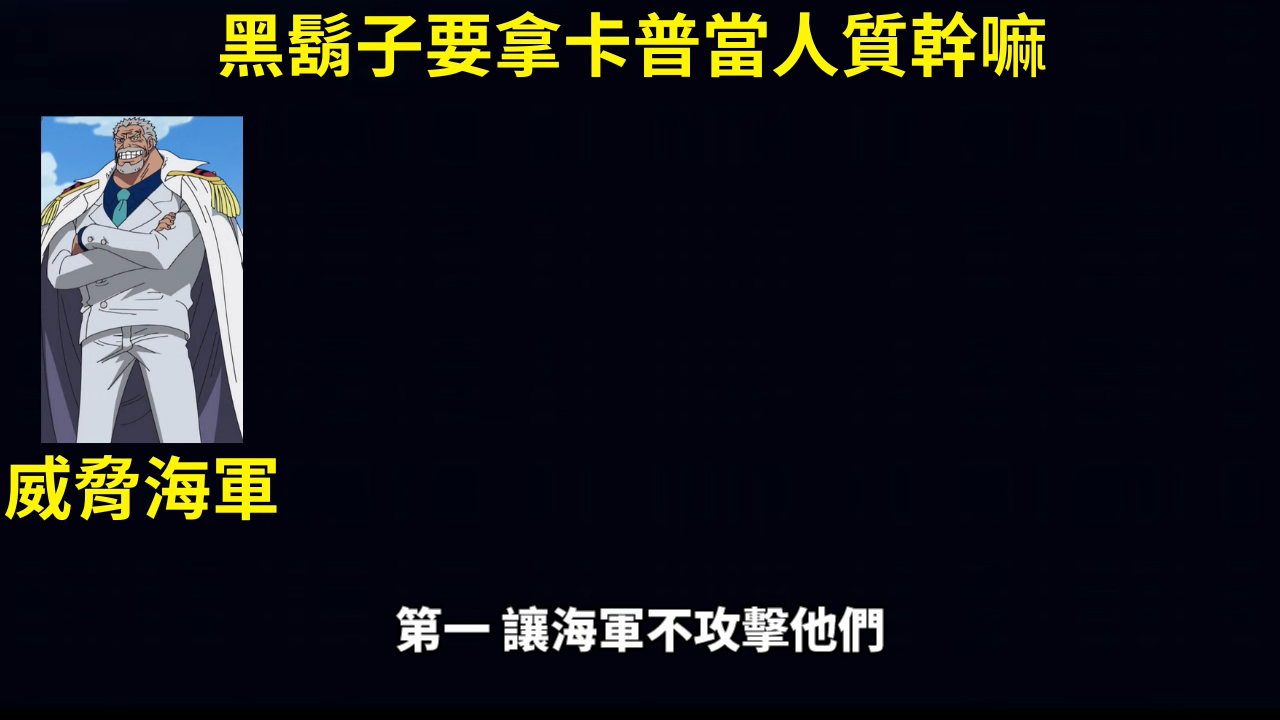 黑鬍子要拿卡普當人質幹嘛
威脅海軍
第一 讓海軍不攻擊他們